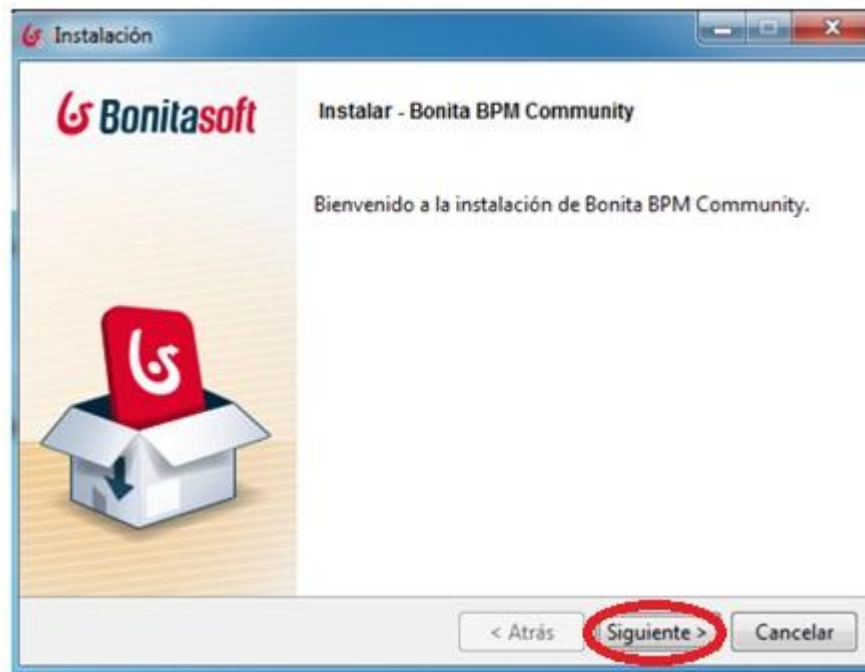 Instalación
Bonitasoft
Instalar - Bonita BPM Community
Bienvenido a la instalación de Bonita BPM Community.
< Atrás Siguiente > Cancelar